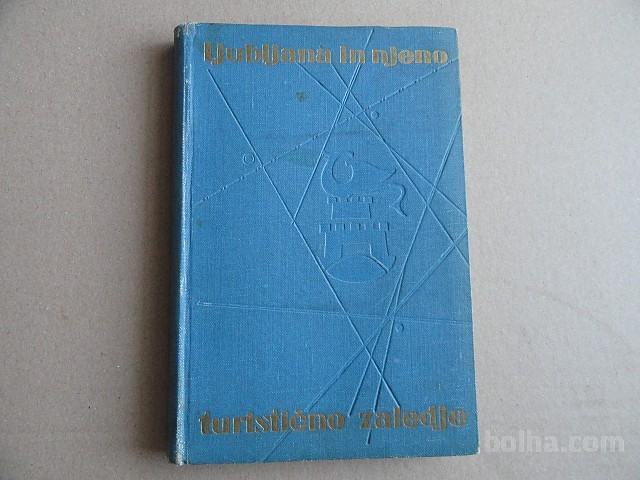 Ljubljana in njeno
turistično zaledje
bolha.com